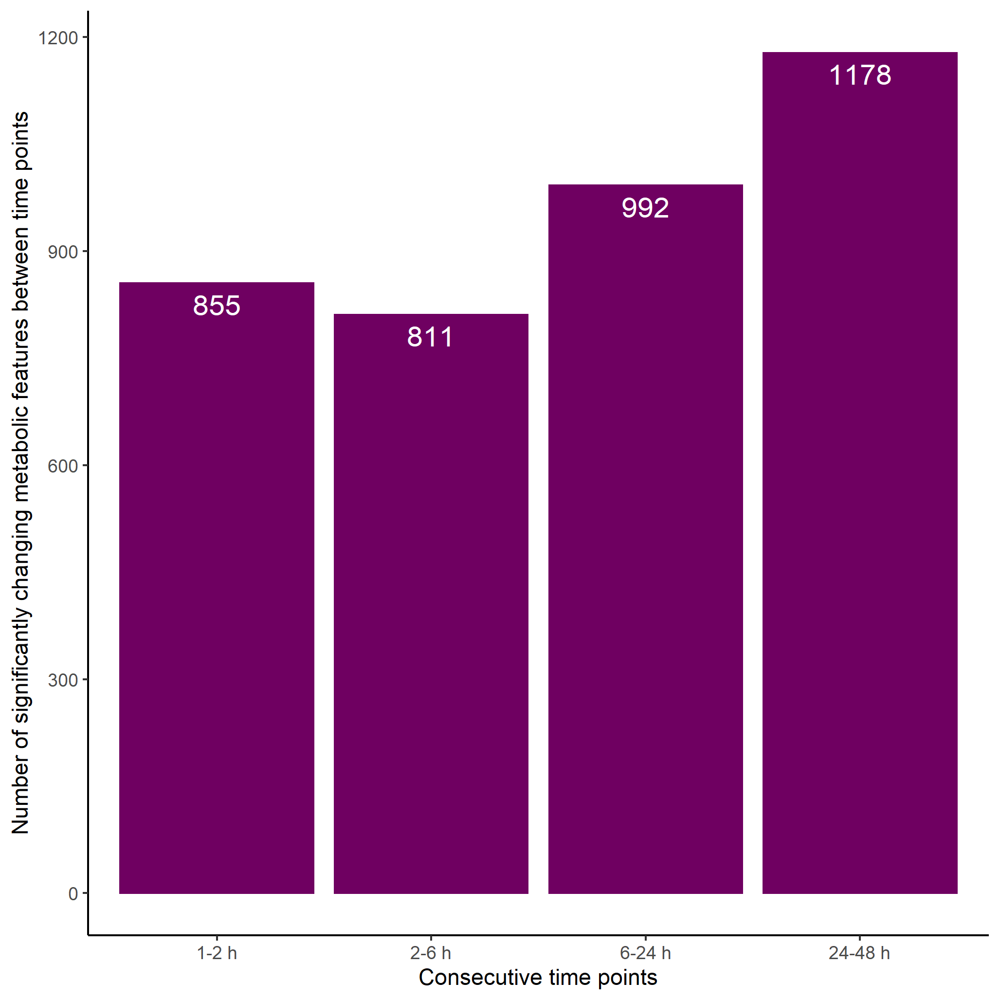 Number of significantly changing metabolic features between time points
1200
900
600
300
0
855
811
992
1178
1-2 h
2-6 h
6-24 h
24-48 h
Consecutive time points